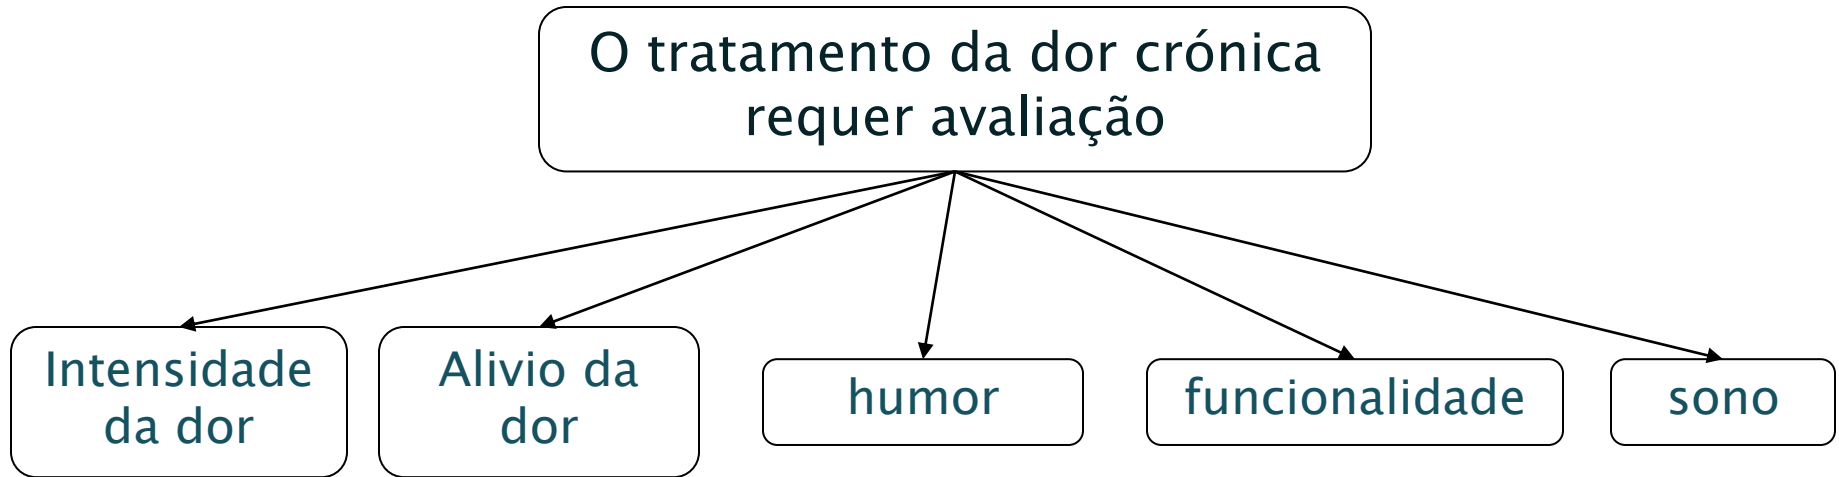 O tratamento da dor crónica
requer avaliação
Intensidade
da dor
Alivio da
dor
humor
funcionalidade
sono